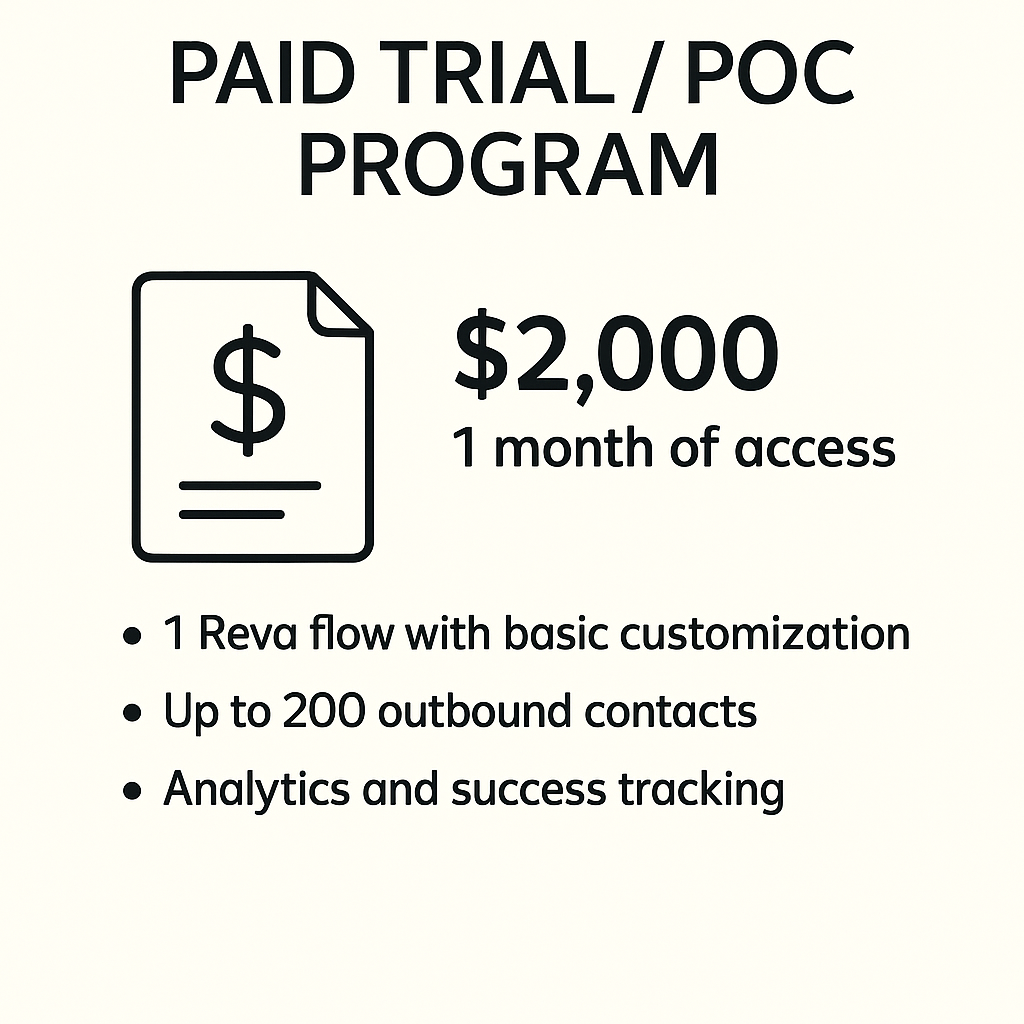 PAID TRIAL / POC
PROGRAM
$
$2,000
1 month of access
• 1 Reva flow with basic customization
• Up to 200 outbound contacts
• Analytics and success tracking